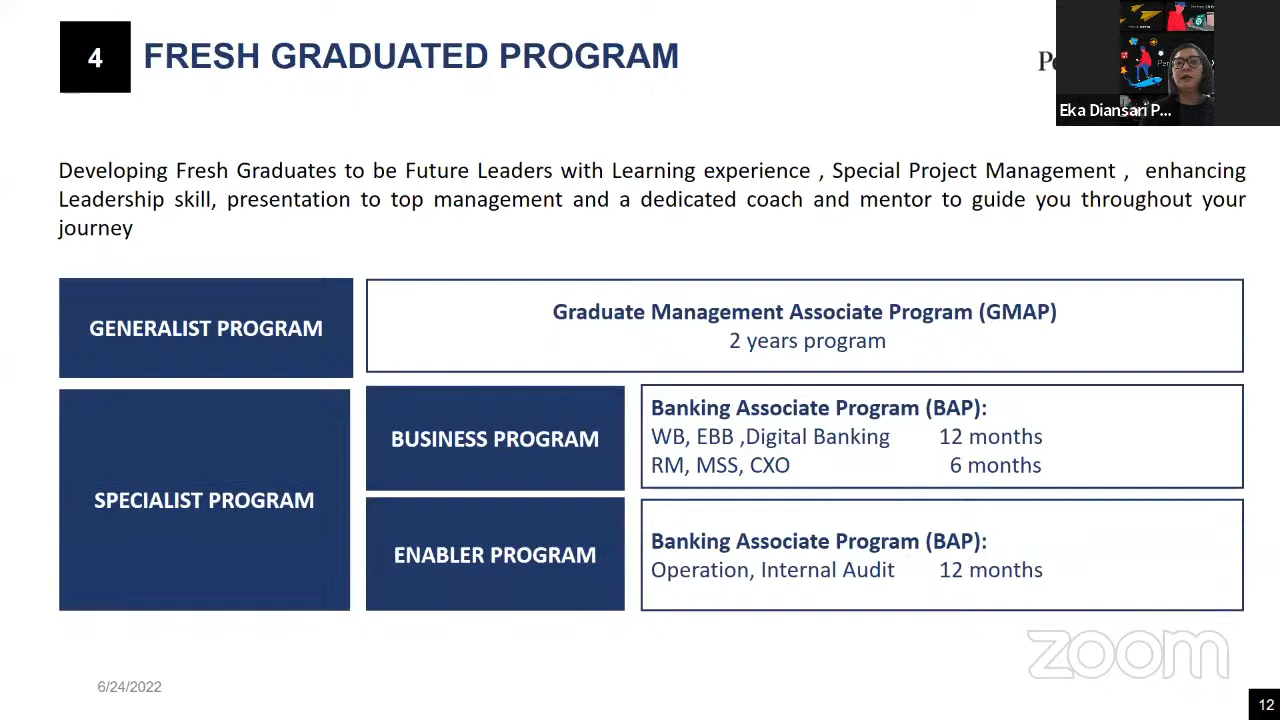 4
FRESH GRADUATED PROGRAM
Eka Diansari P...
Developing Fresh Graduates to be Future Leaders with Learning experience , Special Project Management , enhancing
Leadership skill, presentation to top management and a dedicated coach and mentor to guide you throughout your
journey
GENERALIST PROGRAM
Graduate Management Associate Program (GMAP)
2 years program
SPECIALIST PROGRAM
BUSINESS PROGRAM
Banking Associate Program (BAP):
WB, EBB ,Digital Banking 12 months
RM, MSS, CXO 6 months
ENABLER PROGRAM
Banking Associate Program (BAP):
Operation, Internal Audit 12 months
zoom
6/24/2022
12